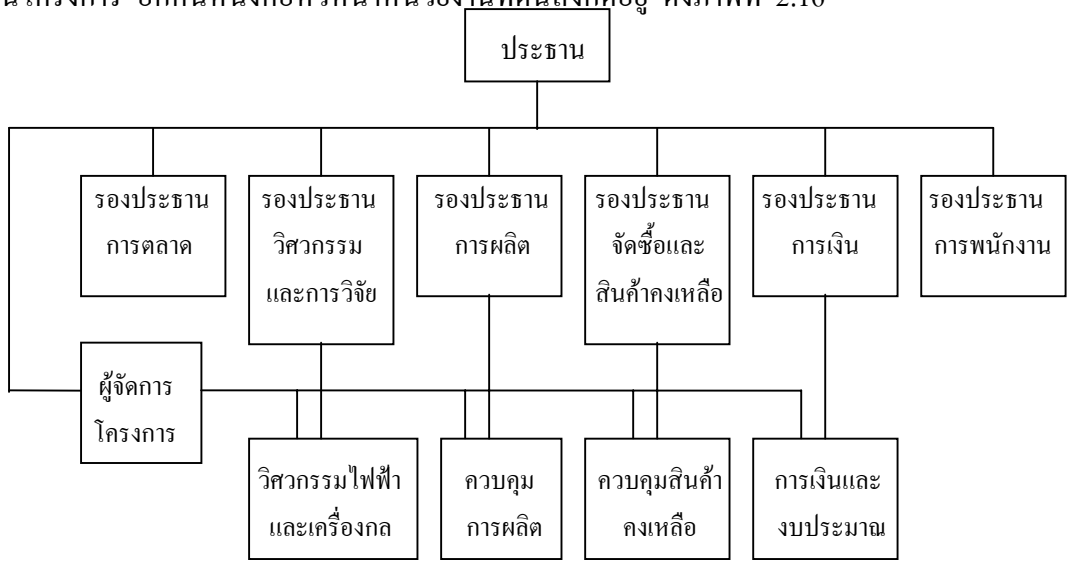 ประธาน
รองประธาน
การตลาด
รองประธาน
วิศวกรรม
และการวิจัย
รองประธาน
การผลิต
รองประธาน
จัดซื้อและ
สินค้าคงเหลือ
รองประธาน
การเงิน
รองประธาน
การพนักงาน
ผู้จัดการ
โครงการ
วิศวกรรมไฟฟ้า
และเครื่องกล
ควบคุม
การผลิต
ควบคุมสินค้า
คงเหลือ
การเงินและ
งบประมาณ